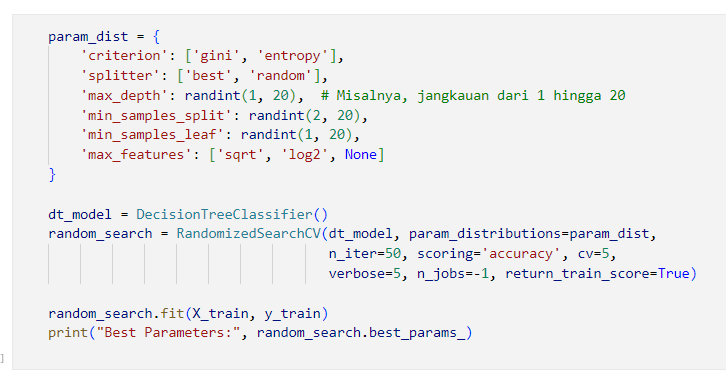 param_dist = {
'criterion': ['gini', 'entropy'],
'splitter': ['best', 'random'],
'max_depth': randint(1, 20),  # Misalnya, jangkauan dari 1 hingga 20
'min_samples_split': randint(2, 20),
'min_samples_leaf': randint(1, 20),
'max_features': ['sqrt', 'log2', None]
}
dt_model = DecisionTreeClassifier()
random_search = RandomizedSearchCV(dt_model, param_distributions=param_dist,
n_iter=50, scoring='accuracy', cv=5,
verbose=5, n_jobs=-1, return_train_score=True)
random_search.fit(X_train, y_train)
print("Best Parameters:", random_search.best_params_)
]